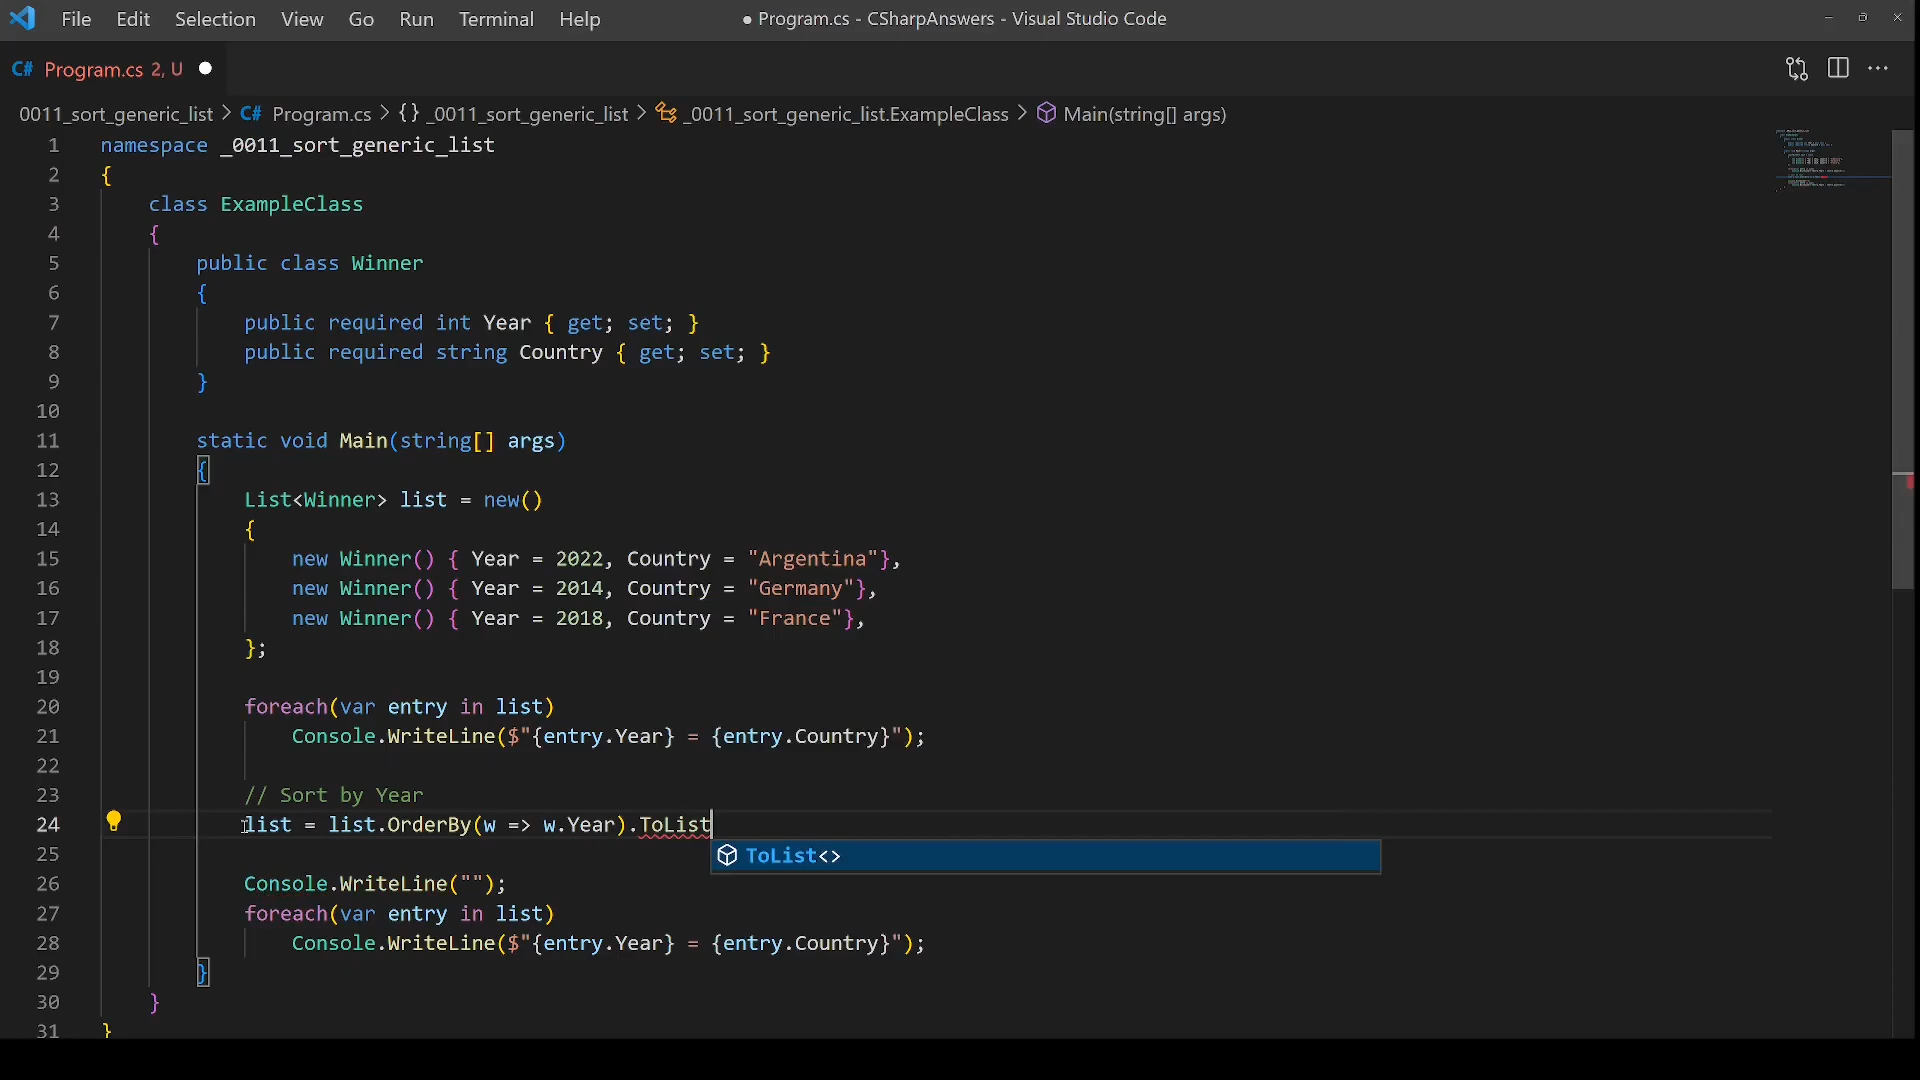 File Edit Selection View Go Run Terminal Help ● Program.cs - CSharpAnswers - Visual Studio Code
C# Program.cs 2, U
0011_sort_generic_list > C# Program.cs > {} _0011_sort_generic_list > _0011_sort_generic_list.ExampleClass > Main(string[] args)
1 namespace _0011_sort_generic_list
2 {
3 class ExampleClass
4 {
5 public class Winner
6 {
7 public required int Year { get; set; }
8 public required string Country { get; set; }
9 }
10
11 static void Main(string[] args)
12 {
13 List<Winner> list = new()
14 {
15 new Winner() { Year = 2022, Country = "Argentina"},
16 new Winner() { Year = 2014, Country = "Germany"},
17 new Winner() { Year = 2018, Country = "France"},
18 };
19
20 foreach(var entry in list)
21 Console.WriteLine($"{entry.Year} = {entry.Country}");
22
23 // Sort by Year
24 list = list.OrderBy(w => w.Year).ToList
25 ToList<>
26 Console.WriteLine("");
27 foreach(var entry in list)
28 Console.WriteLine($"{entry.Year} = {entry.Country}");
29 }
30 }
31 }